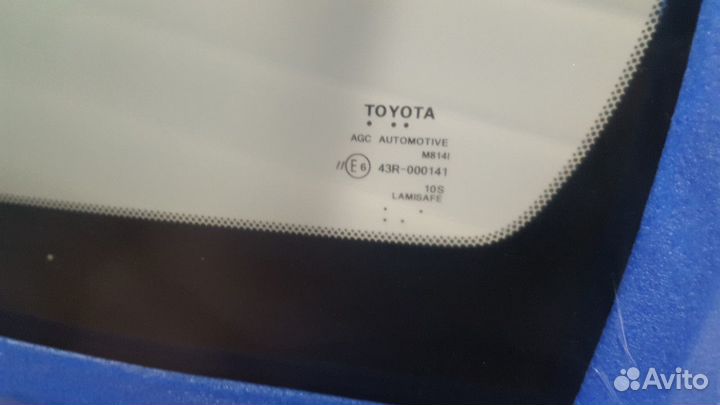 TOYOTA
AGC AUTOMOTIVE
M814I
//E6 43R-000141
10S
LAMISAFE
Avito